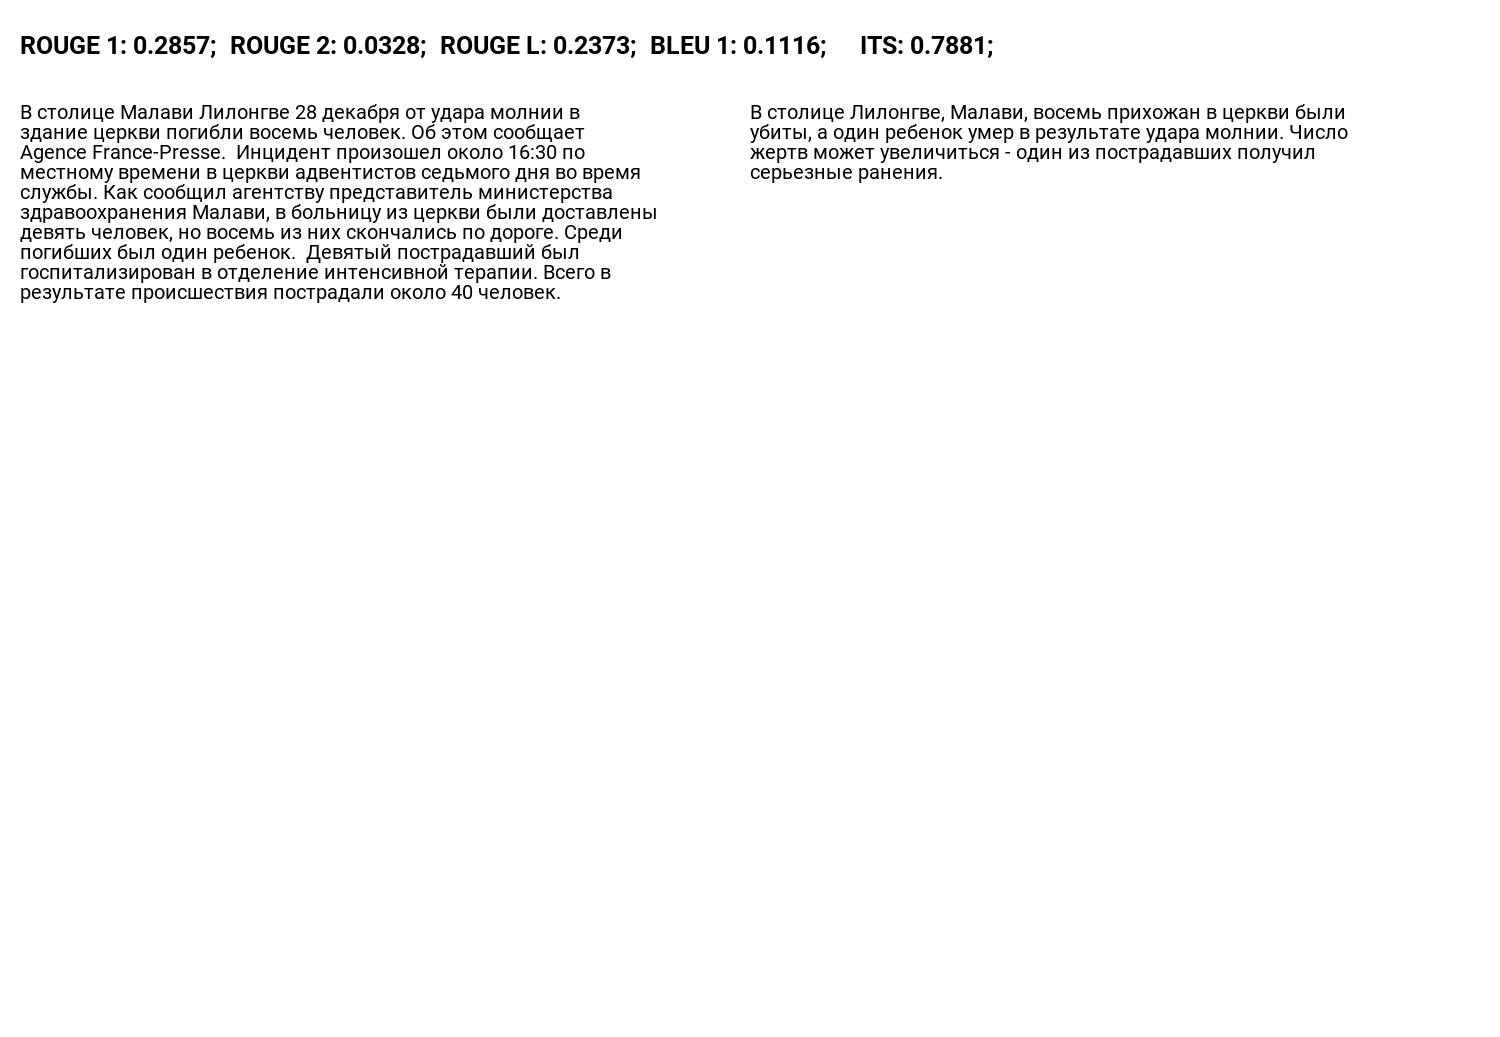 ROUGE 1: 0.2857; ROUGE 2: 0.0328; ROUGE L: 0.2373; BLEU 1: 0.1116; ITS: 0.7881;
В столице Малави Лилонгве 28 декабря от удара молнии в
здание церкви погибли восемь человек. Об этом сообщает
Agence France-Presse. Инцидент произошел около 16:30 по
местному времени в церкви адвентистов седьмого дня во время
службы. Как сообщил агентству представитель министерства
здравоохранения Малави, в больницу из церкви были доставлены
девять человек, но восемь из них скончались по дороге. Среди
погибших был один ребенок. Девятый пострадавший был
госпитализирован в отделение интенсивной терапии. Всего в
результате происшествия пострадали около 40 человек.
В столице Лилонгве, Малави, восемь прихожан в церкви были
убиты, а один ребенок умер в результате удара молнии. Число
жертв может увеличиться - один из пострадавших получил
серьезные ранения.